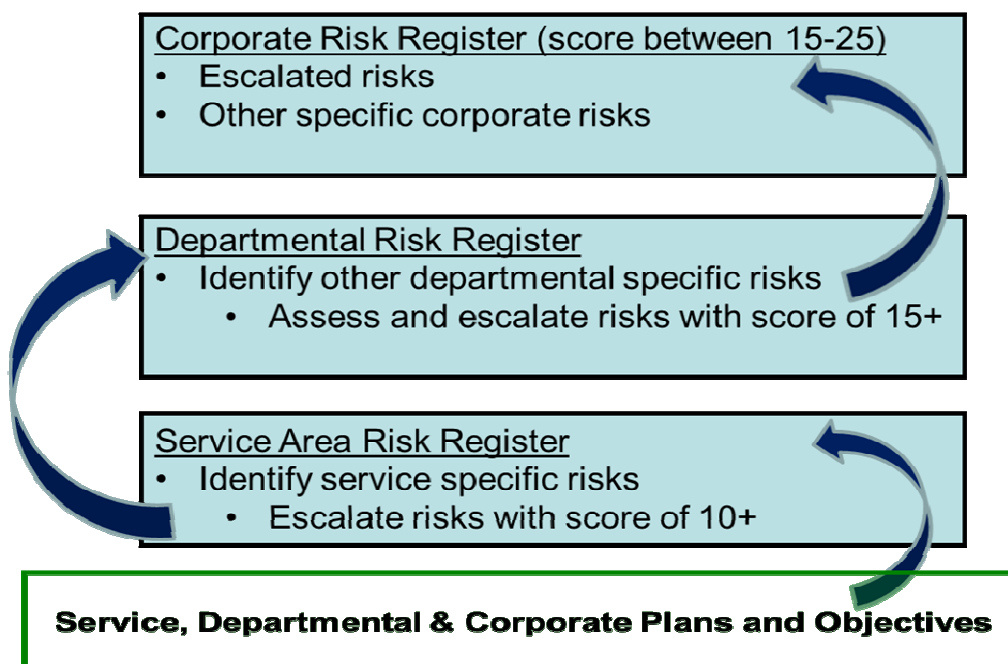 Corporate Risk Register (score between 15-25)
• Escalated risks
• Other specific corporate risks
Departmental Risk Register
• Identify other departmental specific risks
• Assess and escalate risks with score of 15+
Service Area Risk Register
• Identify service specific risks
• Escalate risks with score of 10+
Service, Departmental & Corporate Plans and Objectives